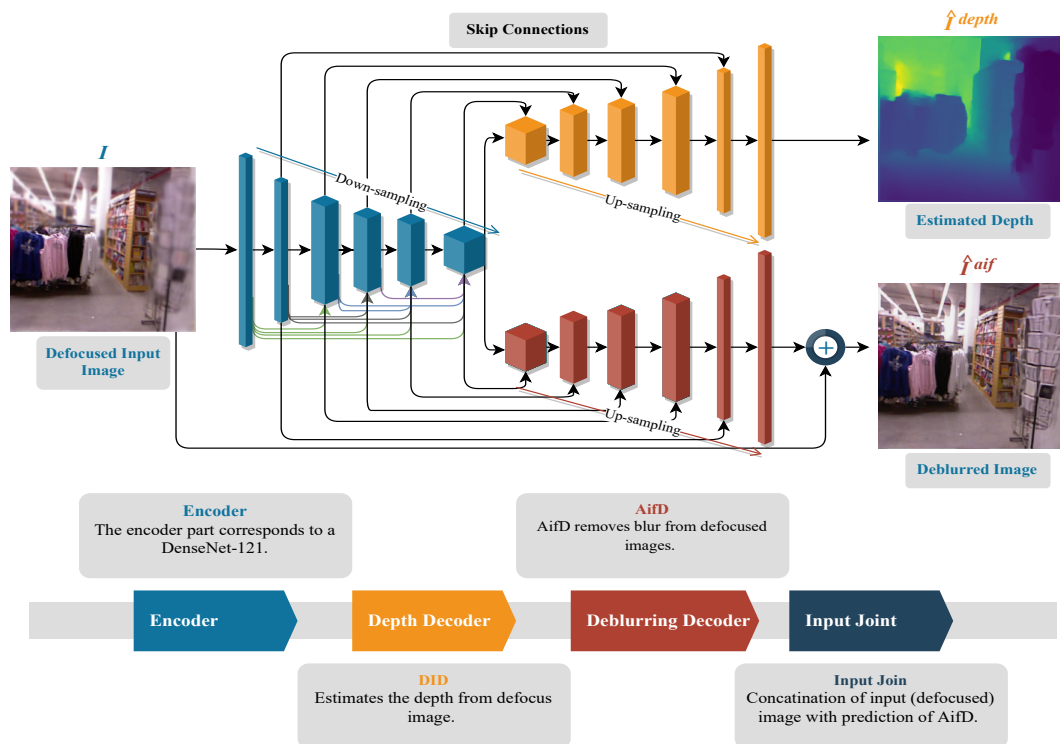 Skip Connections
Î depth
I
Down-sampling
Up-sampling
Estimated Depth
Î aif
Defocused Input
Image
+
Up-sampling
Deblurred Image
Encoder
The encoder part corresponds to a
DenseNet-121.
AifD
AifD removes blur from defocused
images.
Encoder
Depth Decoder
Deblurring Decoder
Input Joint
DID
Estimates the depth from defocus
image.
Input Join
Concatination of input (defocused)
image with prediction of AifD.